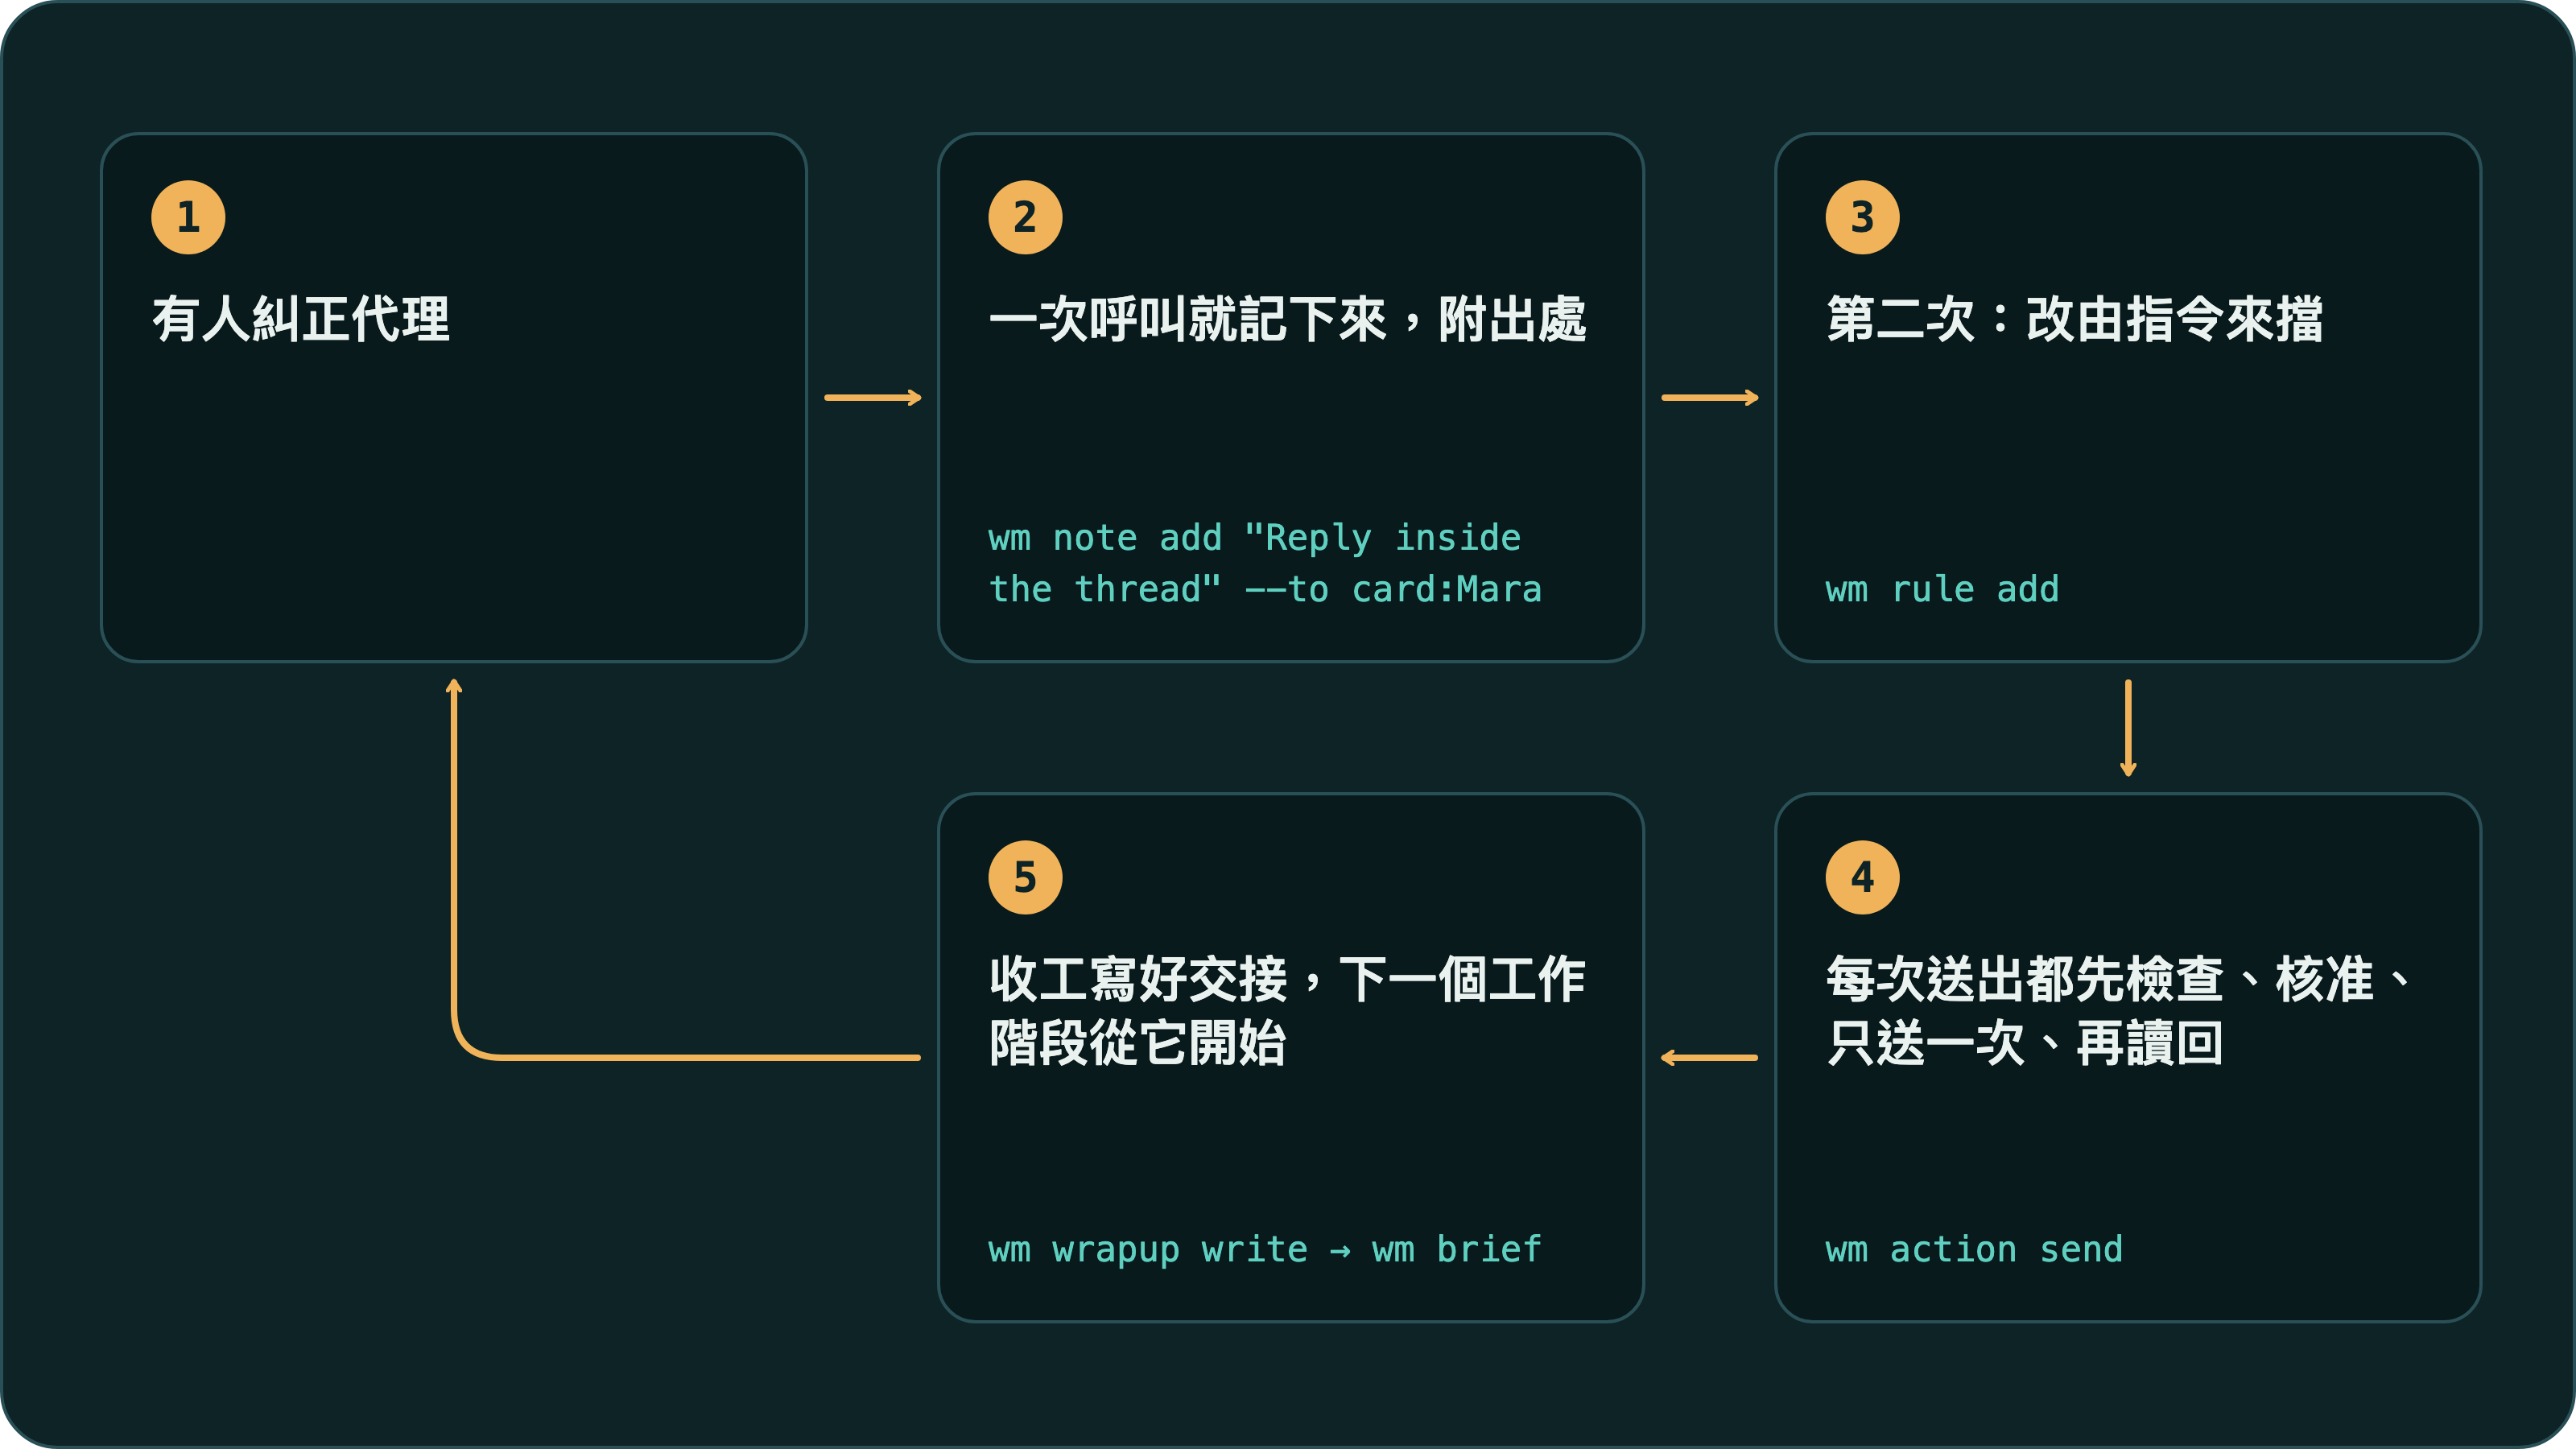 1
有人糾正代理
2
一次呼叫就記下來，附出處
wm note add "Reply inside
the thread" --to card:Mara
3
第二次：改由指令來擋
wm rule add
4
每次送出都先檢查、核准、
只送一次、再讀回
wm action send
5
收工寫好交接，下一個工作
階段從它開始
wm wrapup write → wm brief